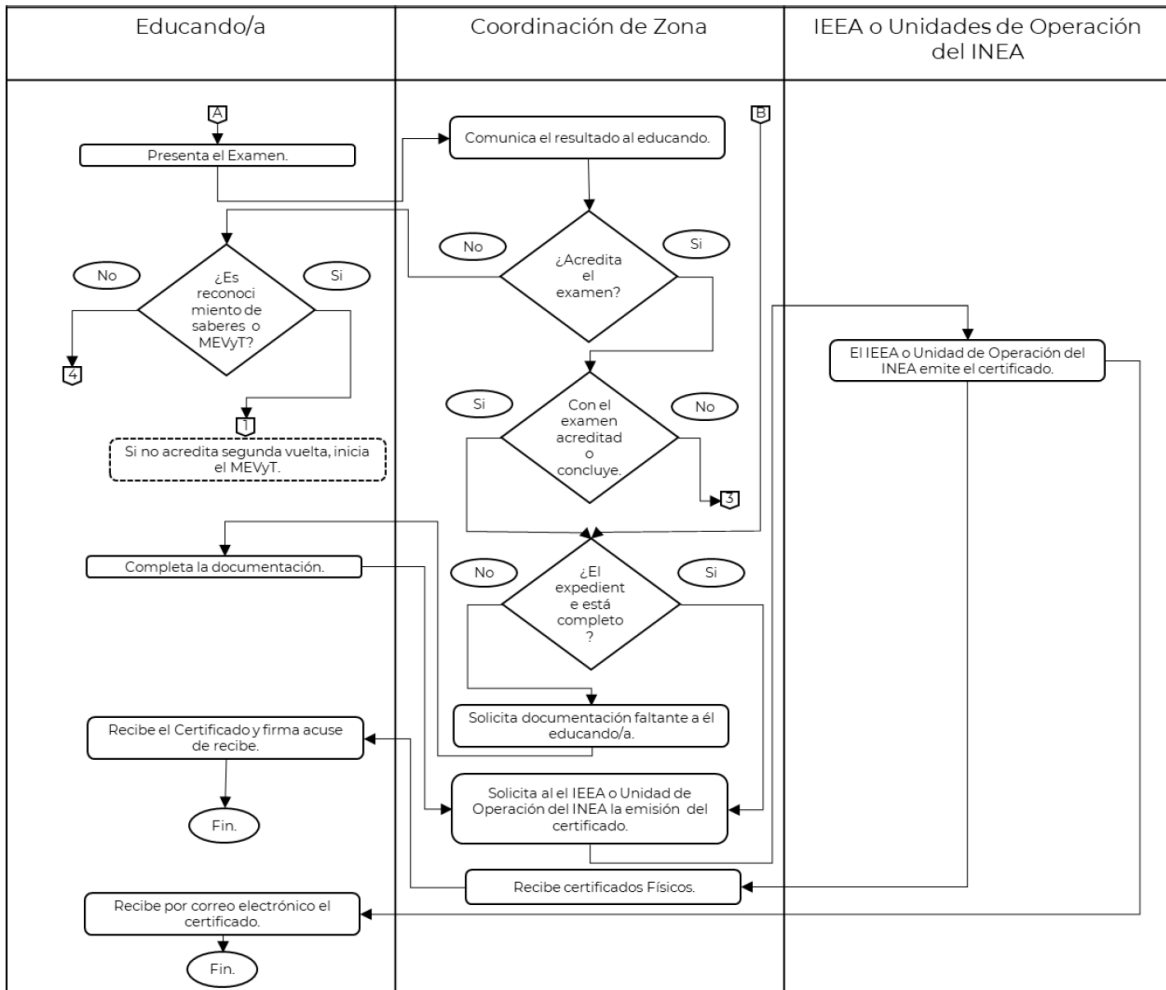 Educando/a
Coordinación de Zona
IEEA o Unidades de Operación
del INEA
A
B
Presenta el Examen.
Comunica el resultado al educando.
No
Si
¿Acredita
el
examen?
No
Si
¿Es
reconoci
miento de
saberes o
MEVyT?
4
1
Si no acredita segunda vuelta, inicia
el MEVyT.
El IEEA o Unidad de Operación del
INEA emite el certificado.
Si
No
Con el
examen
acreditad
o
concluye.
3
Completa la documentación.
No
Si
¿El
expedient
e está
completo
?
Solicita documentación faltante a él
educando/a.
Recibe el Certificado y firma acuse
de recibe.
Fin.
Solicita al el IEEA o Unidad de
Operación del INEA la emisión del
certificado.
Recibe certificados Físicos.
Recibe por correo electrónico el
certificado.
Fin.